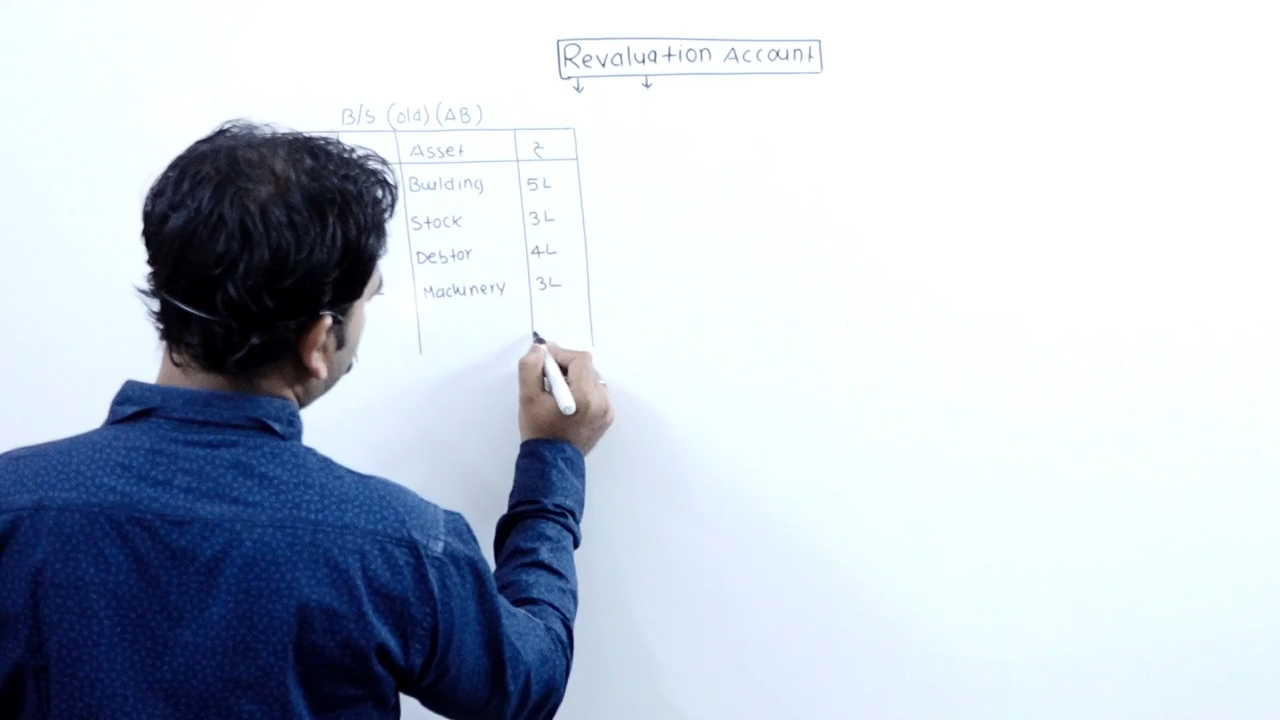 Revaluation Account
B/S (old) (AB)
Asset ₹
Building 5L
Stock 3L
Debtor 4L
Machinery 3L